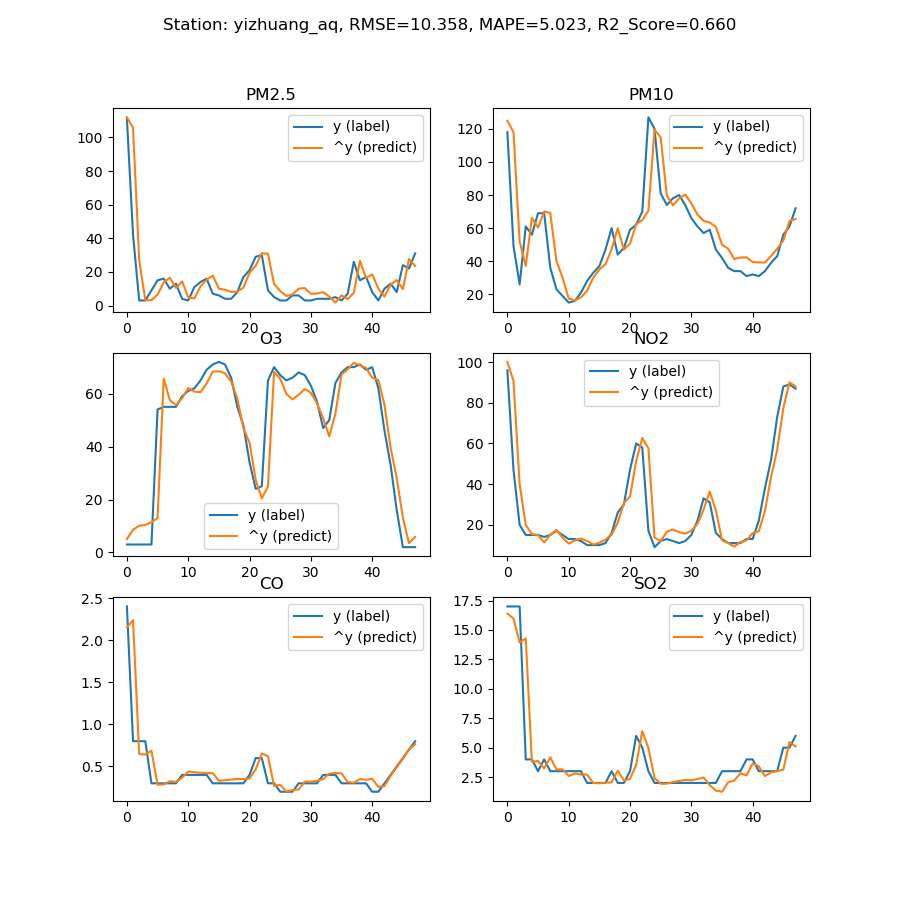 Station: yizhuang_aq, RMSE=10.358, MAPE=5.023, R2_Score=0.660
PM2.5
y (label)
^y (predict)
100
80
60
40
20
0
0 10 20 30 40
PM10
y (label)
^y (predict)
120
100
80
60
40
20
0 10 20 30 40
O3
60
40
20
0
y (label)
^y (predict)
0 10 20 30 40
NO2
y (label)
^y (predict)
100
80
60
40
20
0 10 20 30 40
CO
y (label)
^y (predict)
2.5
2.0
1.5
1.0
0.5
0 10 20 30 40
SO2
y (label)
^y (predict)
17.5
15.0
12.5
10.0
7.5
5.0
2.5
0 10 20 30 40